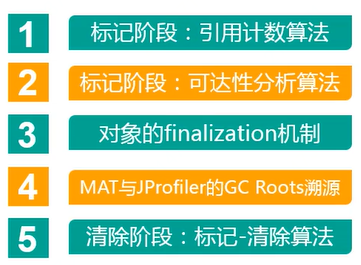 1 标记阶段：引用计数算法
2 标记阶段：可达性分析算法
3 对象的finalization机制
4 MAT与JProfiler的GC Roots溯源
5 清除阶段：标记-清除算法